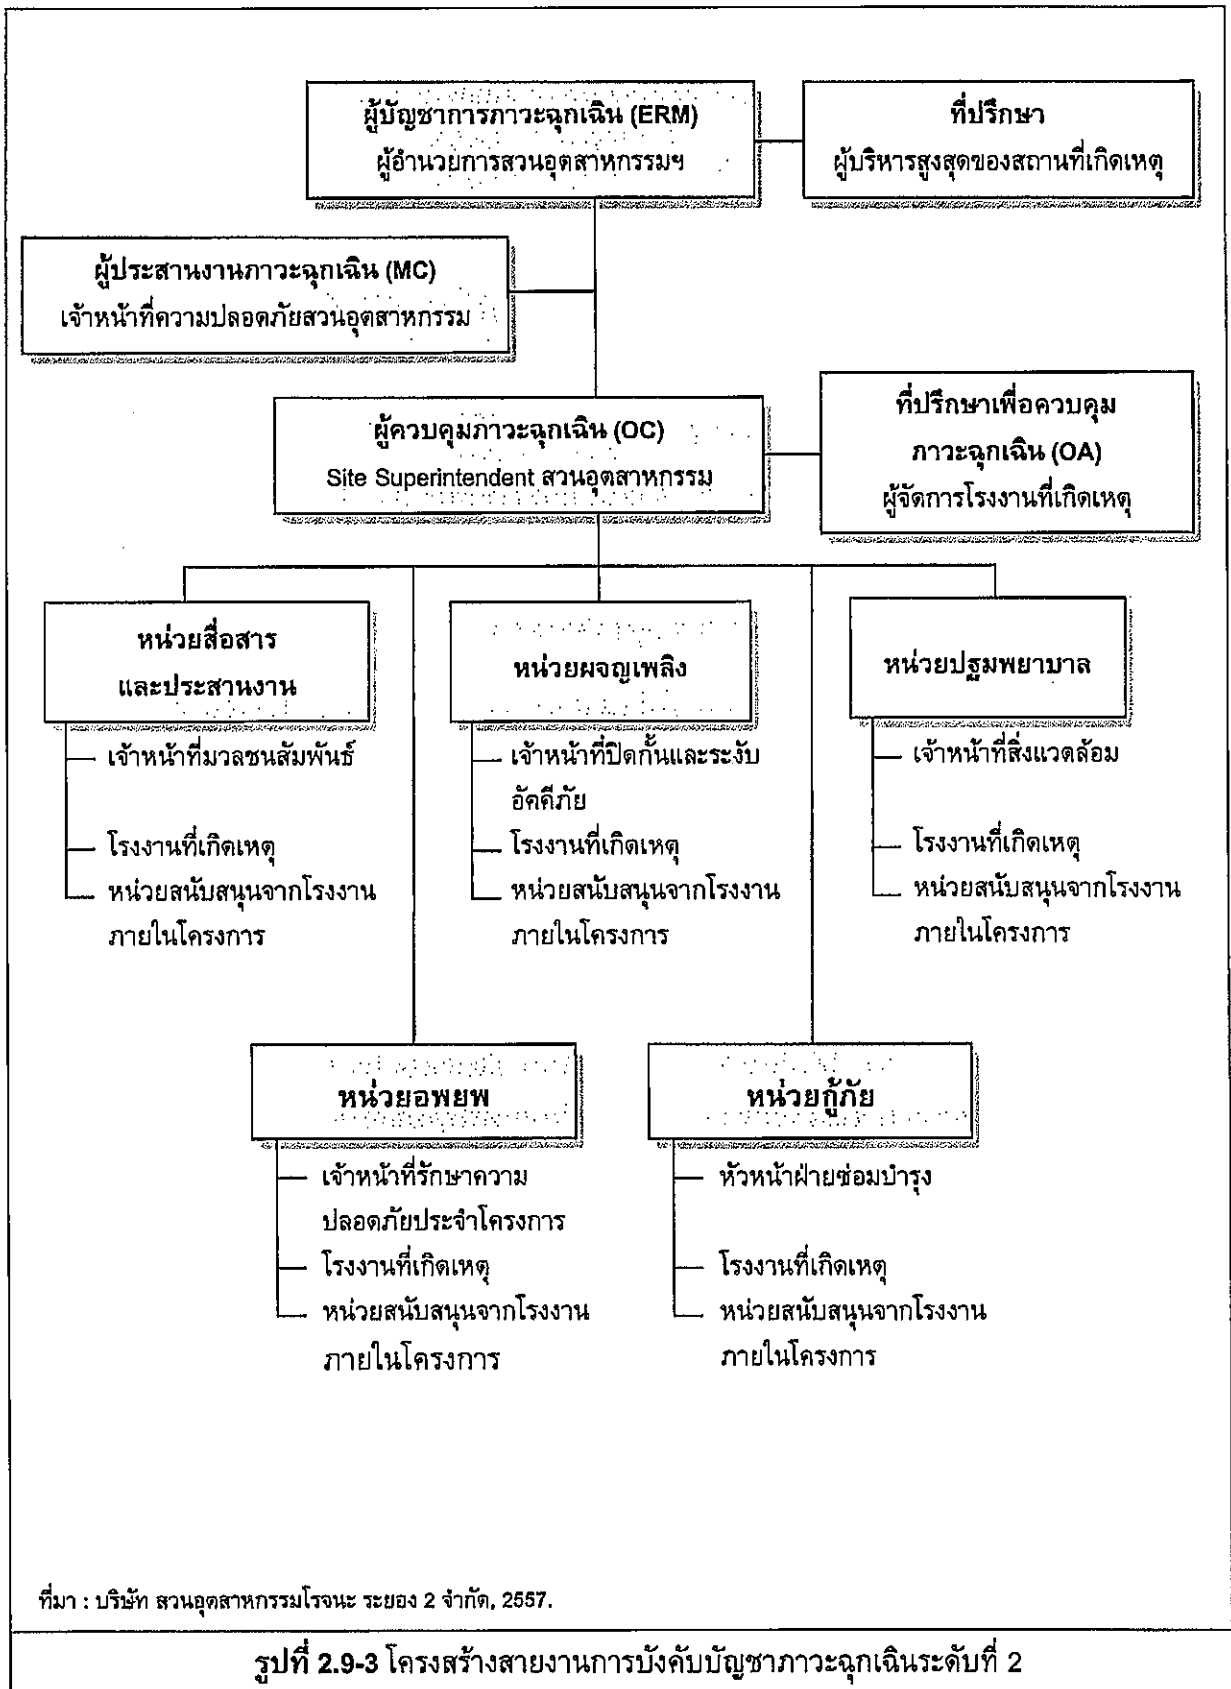 ผู้บัญชาการภาวะฉุกเฉิน (ERM)
ผู้อำนวยการสวนอุตสาหกรรมฯ
ที่ปรึกษา
ผู้บริหารสูงสุดของสถานที่เกิดเหตุ
ผู้ประสานงานภาวะฉุกเฉิน (MC)
เจ้าหน้าที่ความปลอดภัยสวนอุตสาหกรรม
ผู้ควบคุมภาวะฉุกเฉิน (OC)
Site Superintendent สวนอุตสาหกรรม
ที่ปรึกษาเพื่อควบคุม
ภาวะฉุกเฉิน (OA)
ผู้จัดการโรงงานที่เกิดเหตุ
หน่วยสื่อสาร
และประสานงาน
เจ้าหน้าที่มวลชนสัมพันธ์
โรงงานที่เกิดเหตุ
หน่วยสนับสนุนจากโรงงาน
ภายในโครงการ
หน่วยผจญเพลิง
เจ้าหน้าที่ปิดกั้นและระงับ
อัคคีภัย
โรงงานที่เกิดเหตุ
หน่วยสนับสนุนจากโรงงาน
ภายในโครงการ
หน่วยปฐมพยาบาล
เจ้าหน้าที่สิ่งแวดล้อม
โรงงานที่เกิดเหตุ
หน่วยสนับสนุนจากโรงงาน
ภายในโครงการ
หน่วยอพยพ
เจ้าหน้าที่รักษาความ
ปลอดภัยประจำโครงการ
โรงงานที่เกิดเหตุ
หน่วยสนับสนุนจากโรงงาน
ภายในโครงการ
หน่วยกู้ภัย
หัวหน้าฝ่ายซ่อมบำรุง
โรงงานที่เกิดเหตุ
หน่วยสนับสนุนจากโรงงาน
ภายในโครงการ
ที่มา : บริษัท สวนอุตสาหกรรมโรจนะ ระยอง 2 จำกัด, 2557.
รูปที่ 2.9-3 โครงสร้างสายงานการบังคับบัญชาภาวะฉุกเฉินระดับที่ 2